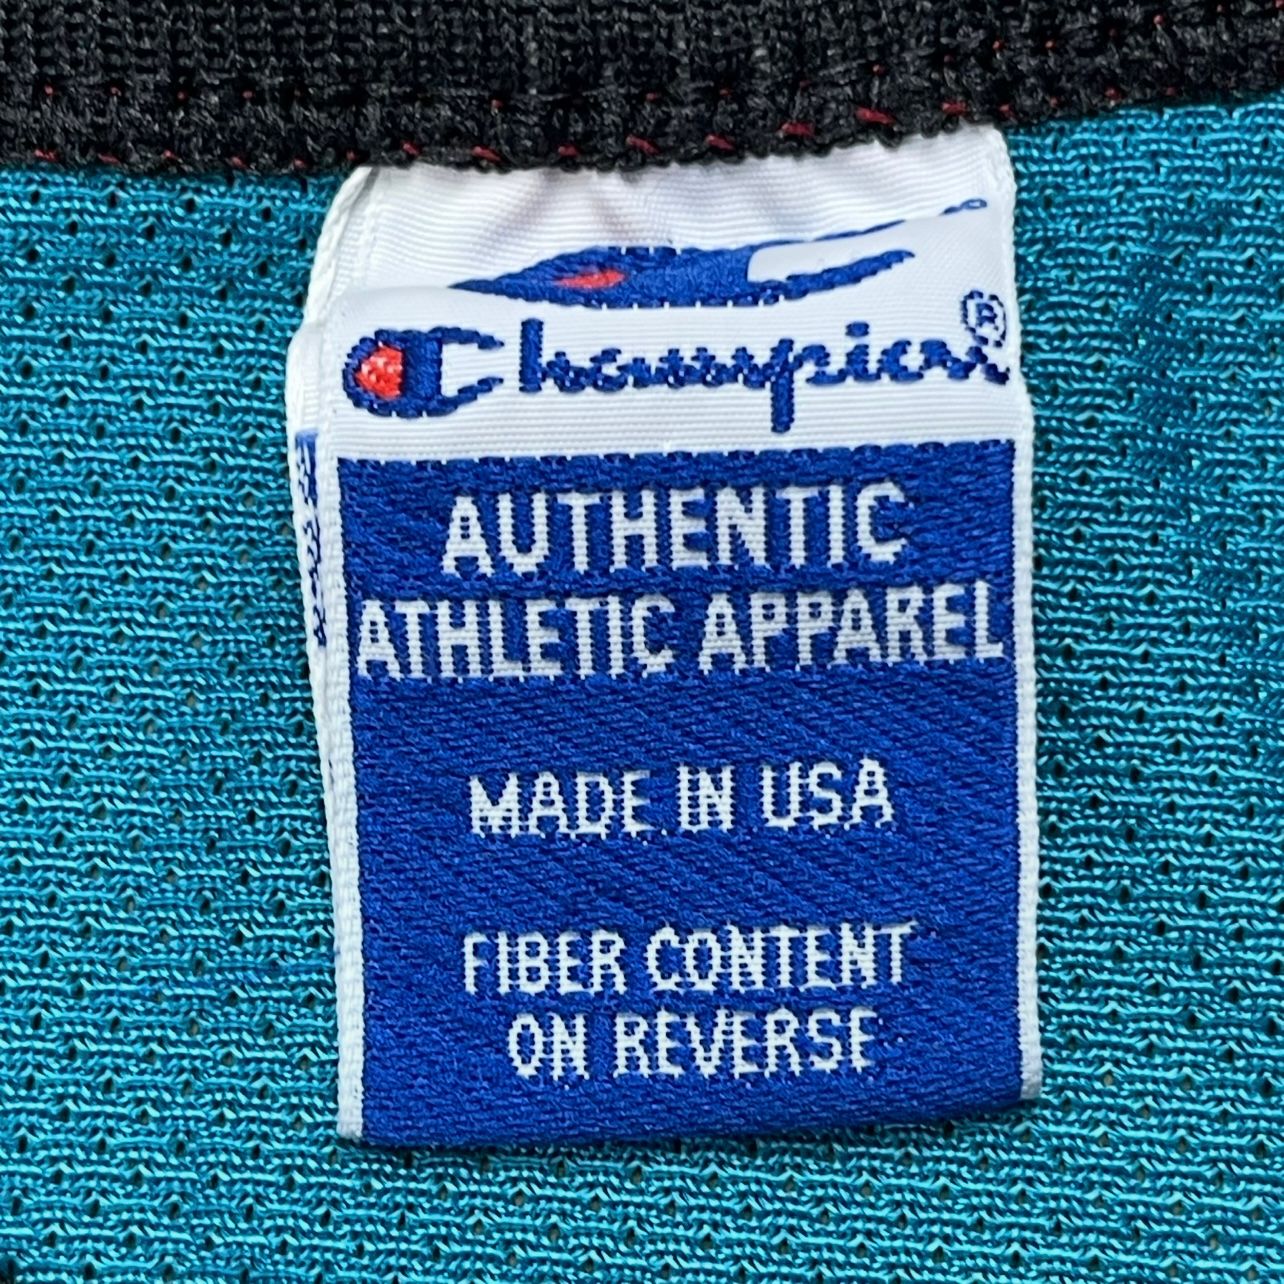 Champion®
AUTHENTIC
ATHLETIC APPAREL
MADE IN USA
FIBER CONTENT
ON REVERSE